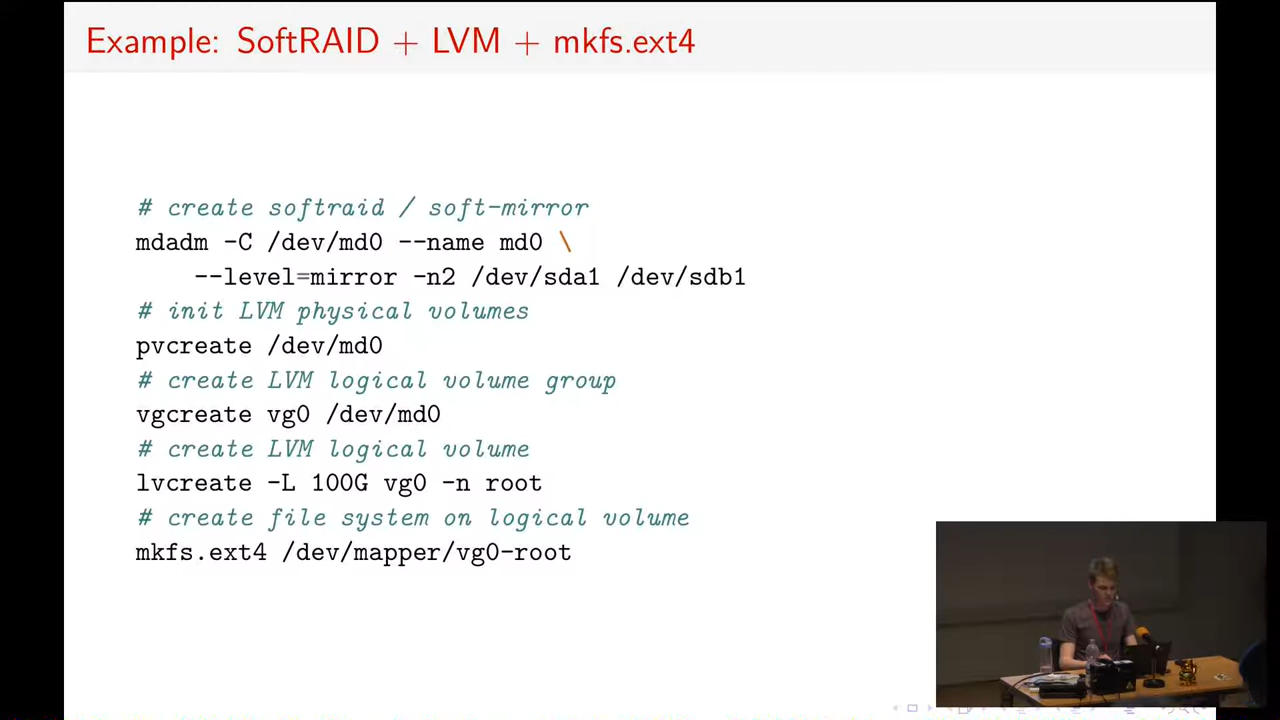 Example: SoftRAID + LVM + mkfs.ext4
# create softraid / soft-mirror
mdadm -C /dev/md0 --name md0 \
--level=mirror -n2 /dev/sda1 /dev/sdb1
# init LVM physical volumes
pvcreate /dev/md0
# create LVM logical volume group
vgcreate vg0 /dev/md0
# create LVM logical volume
lvcreate -L 100G vg0 -n root
# create file system on logical volume
mkfs.ext4 /dev/mapper/vg0-root